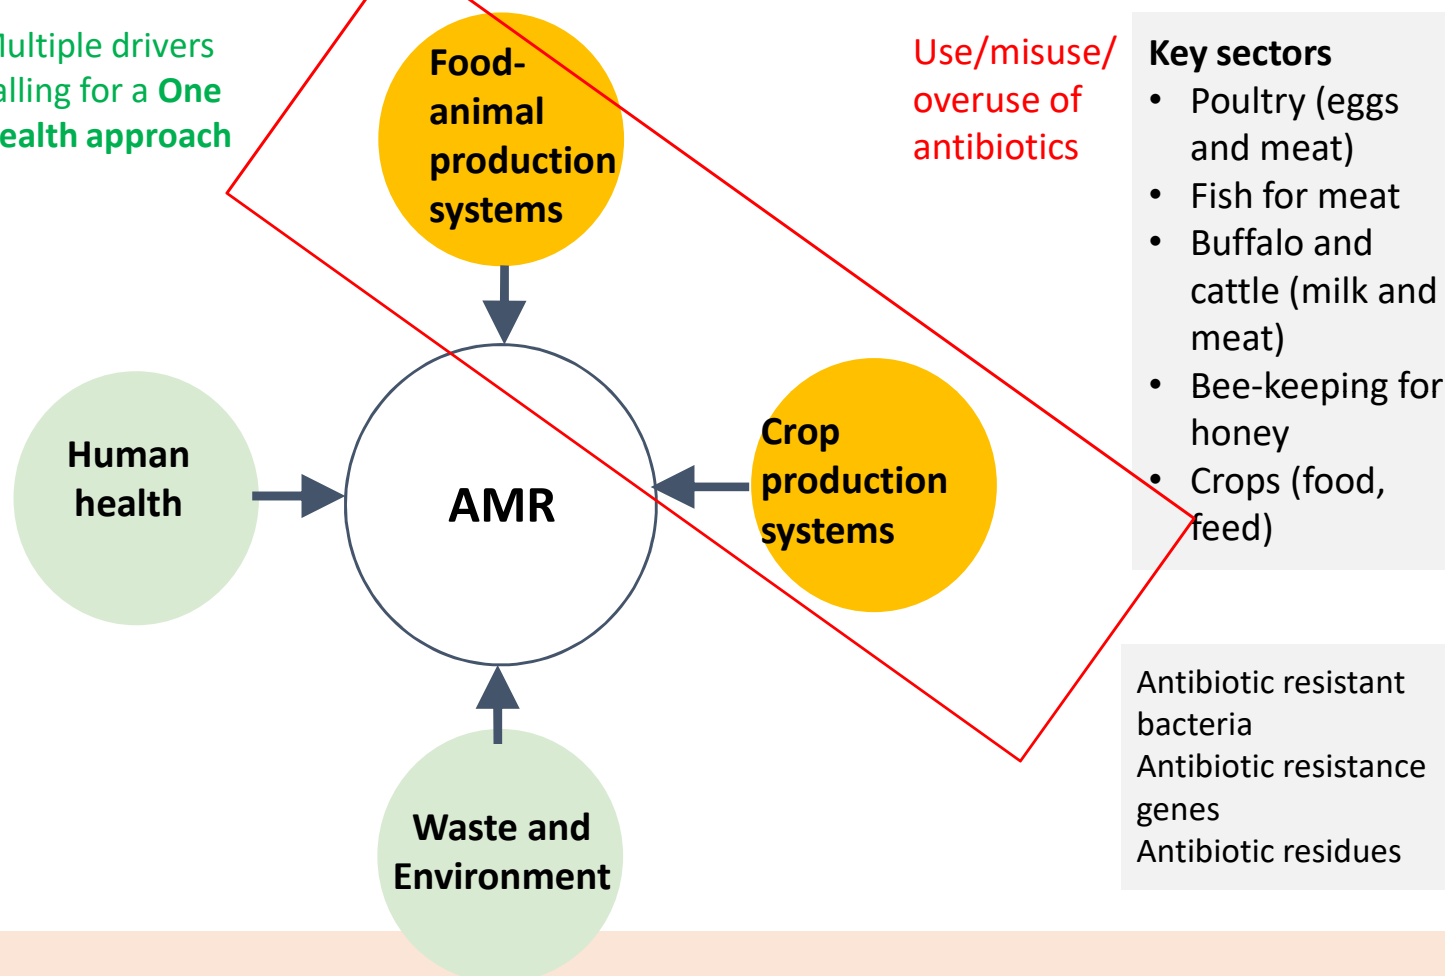 ultiple drivers
alling for a One
ealth approach
Food-
animal
production
systems
Use/misuse/
overuse of
antibiotics
Key sectors
• Poultry (eggs
and meat)
• Fish for meat
• Buffalo and
cattle (milk and
meat)
• Bee-keeping for
honey
• Crops (food,
feed)
Human
health
AMR
Crop
production
systems
Waste and
Environment
Antibiotic resistant
bacteria
Antibiotic resistance
genes
Antibiotic residues